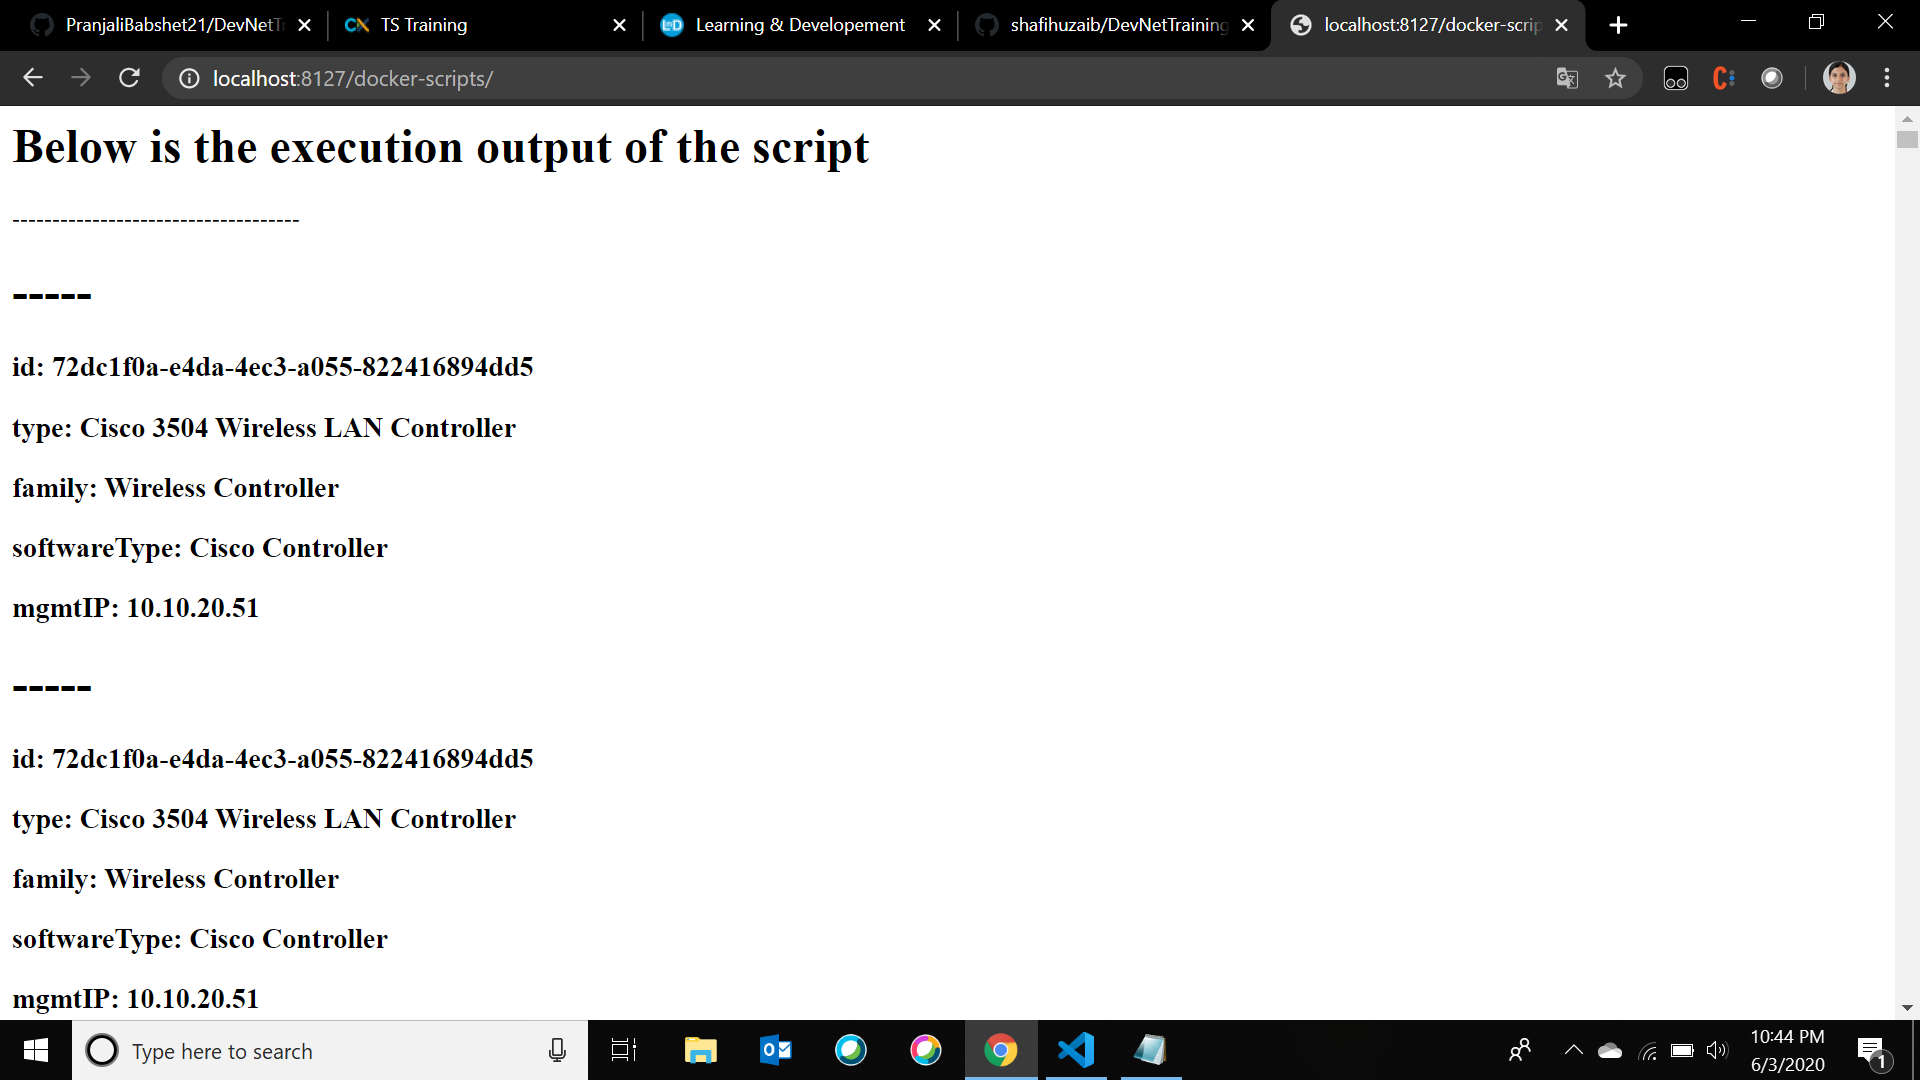 PranjaliBabshet21/DevNetTr
TS Training
Learning & Developement
shafihuzaib/DevNetTraining
localhost:8127/docker-scrip
localhost:8127/docker-scripts/
Below is the execution output of the script
------------------------------------
-----
id: 72dc1f0a-e4da-4ec3-a055-822416894dd5
type: Cisco 3504 Wireless LAN Controller
family: Wireless Controller
softwareType: Cisco Controller
mgmtIP: 10.10.20.51
-----
id: 72dc1f0a-e4da-4ec3-a055-822416894dd5
type: Cisco 3504 Wireless LAN Controller
family: Wireless Controller
softwareType: Cisco Controller
mgmtIP: 10.10.20.51
Type here to search
10:44 PM
6/3/2020
1